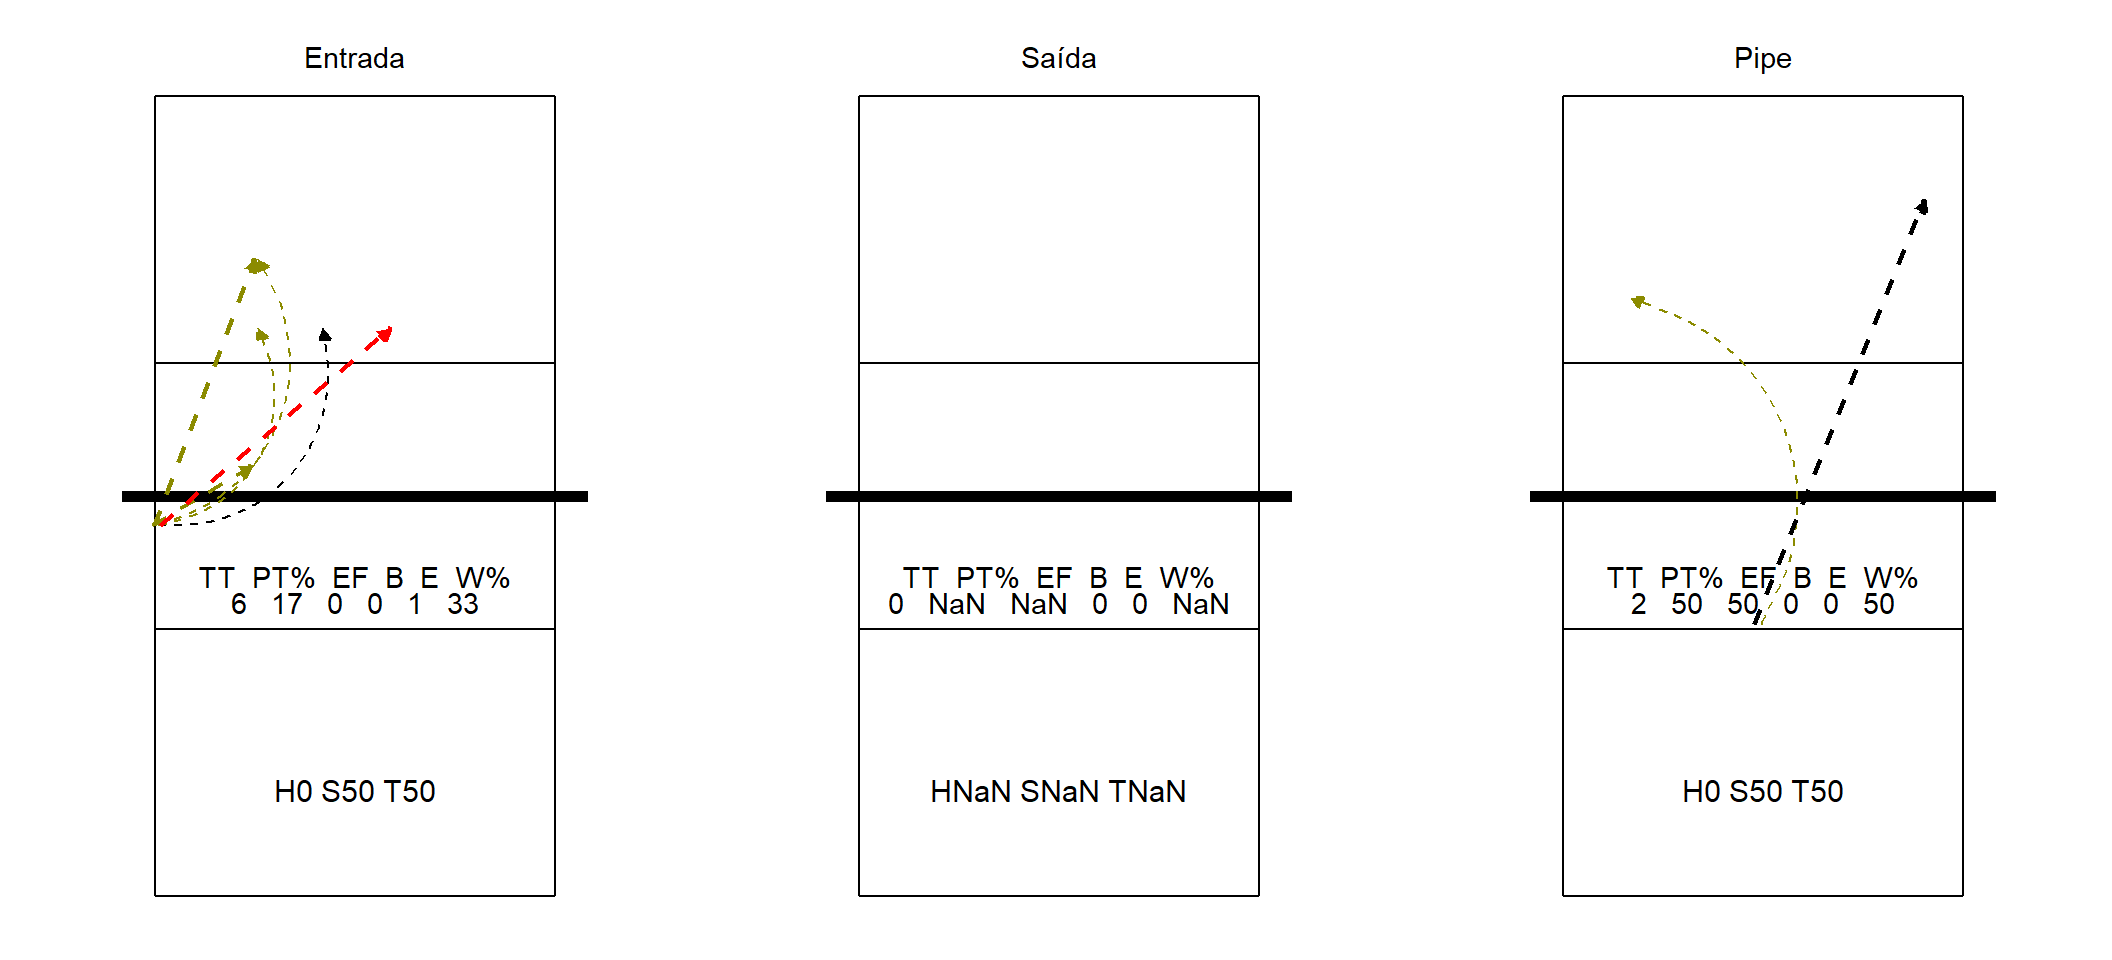 Entrada
TT PT% EF B E W%
6 17 0 0 1 33
H0 S50 T50
Saída
TT PT% EF B E W%
0 NaN NaN 0 0 NaN
HNaN SNaN TNaN
Pipe
TT PT% EF B E W%
2 50 50 0 0 50
H0 S50 T50